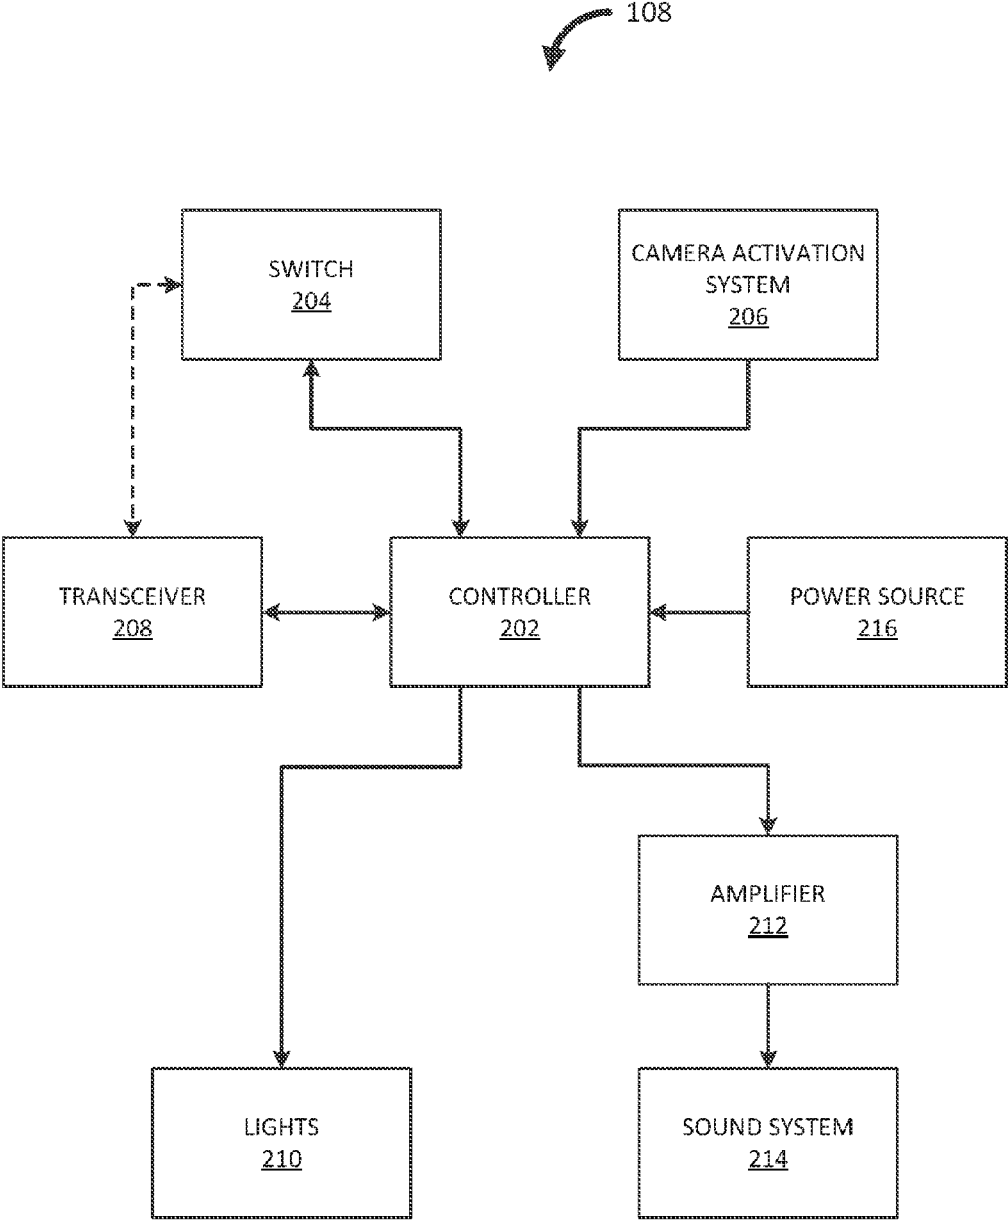 108
SWITCH
204
CAMERA ACTIVATION
SYSTEM
206
TRANSCEIVER
208
CONTROLLER
202
POWER SOURCE
216
AMPLIFIER
212
LIGHTS
210
SOUND SYSTEM
214